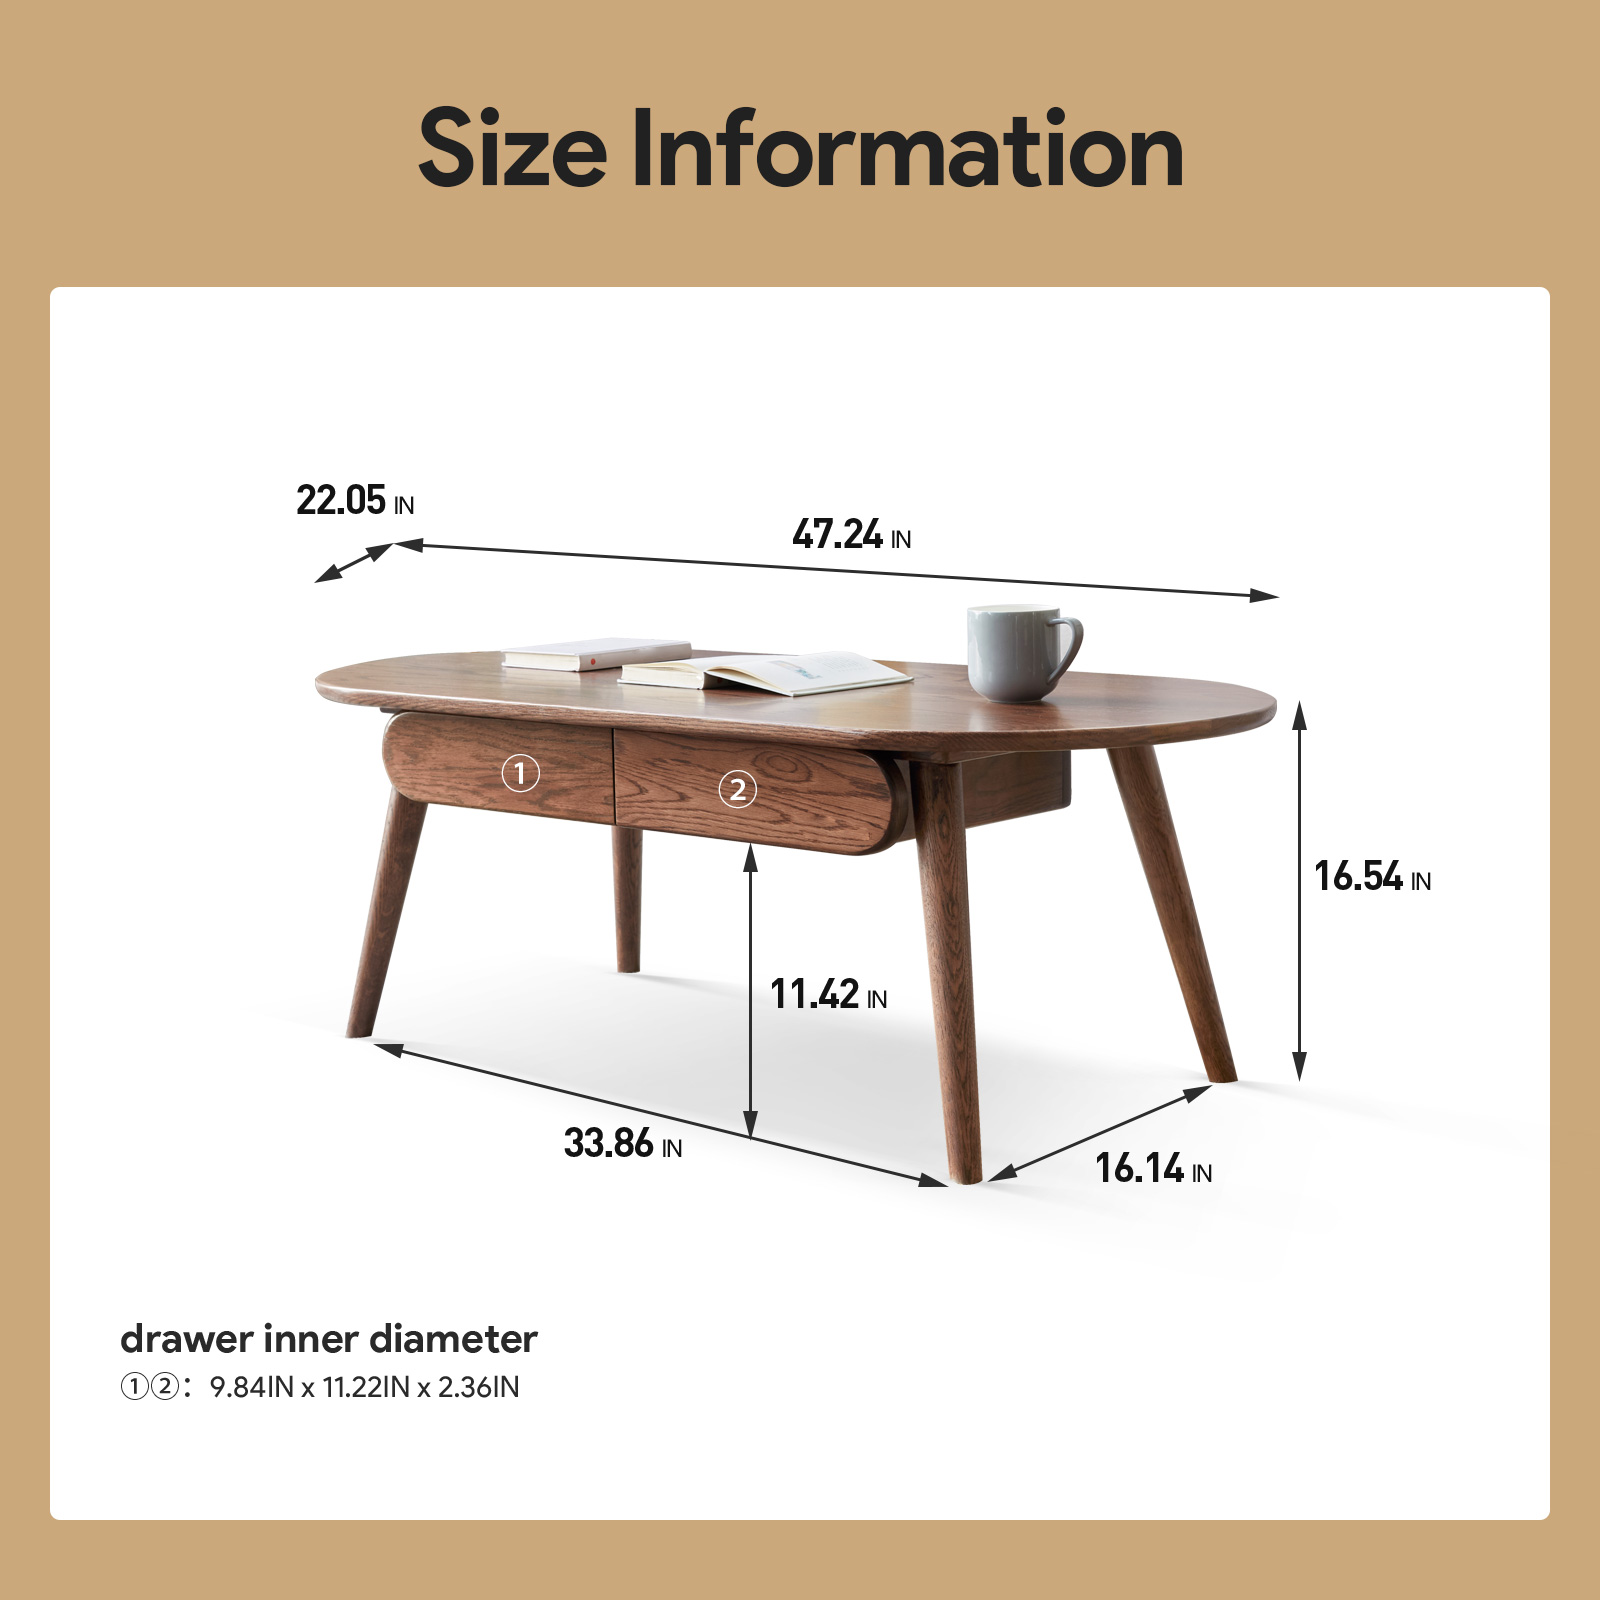 Size Information
22.05 IN
47.24 IN
①
②
16.54 IN
11.42 IN
33.86 IN
16.14 IN
drawer inner diameter
①②: 9.84IN x 11.22IN x 2.36IN